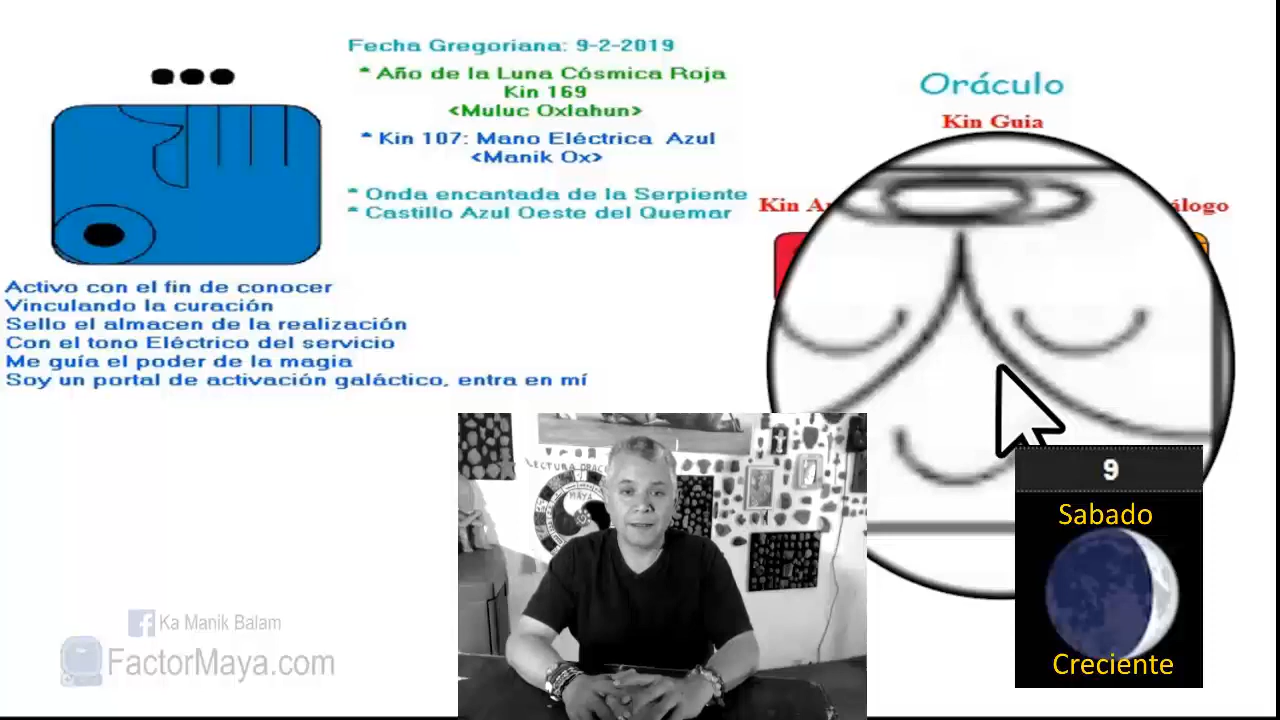 Fecha Gregoriana: 9-2-2019
* Año de la Luna Cósmica Roja
Kin 169
<Muluc Oxlahun>
* Kin 107: Mano Eléctrica Azul
<Manik Ox>
* Onda encantada de la Serpiente
* Castillo Azul Oeste del Quemar
Activo con el fin de conocer
Vinculando la curación
Sello el almacen de la realización
Con el tono Eléctrico del servicio
Me guía el poder de la magia
Soy un portal de activación galáctico, entra en mí
Oráculo
Kin Guia
Kin
9
Sabado
Creciente
LECTURA
MAYA
Ka Manik Balam
FactorMaya.com